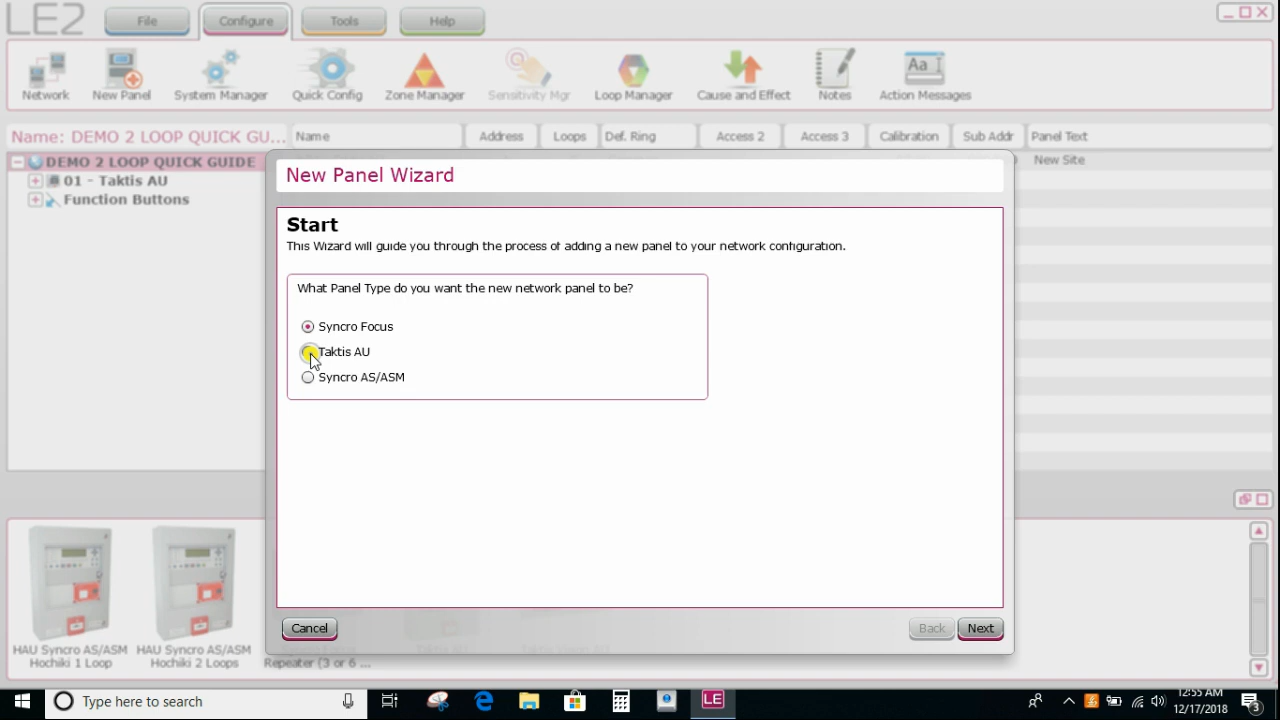 LE2
File
Configure
Tools
Help
Network
New Panel
System Manager
Quick Config
Zone Manager
Sensitivity Mgr
Loop Manager
Cause and Effect
Notes
Aa
Action Messages
Name: DEMO 2 LOOP QUICK GU...
Name
Address
Loops
Def. Ring
Access 2
Access 3
Calibration
Sub Addr
Panel Text
DEMO 2 LOOP QUICK GUIDE
New Site
01 - Taktis AU
Function Buttons
New Panel Wizard
Start
This Wizard will guide you through the process of adding a new panel to your network configuration.
What Panel Type do you want the new network panel to be?
Syncro Focus
Taktis AU
Syncro AS/ASM
Cancel
Back
Next
HAU Syncro AS/ASM
Hochiki 1 Loop
HAU Syncro AS/ASM
Hochiki 2 Loops
Repeater (3 or 6 ...
Type here to search
LE
12:55 AM
12/17/2018
3